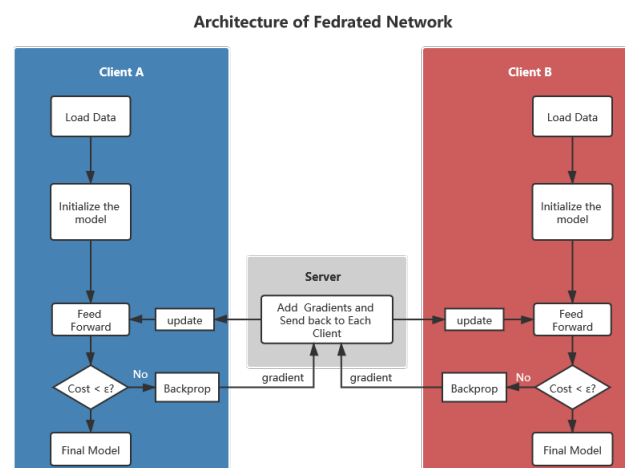 Architecture of Fedrated Network
Client A
Load Data
Initialize the
model
Feed
Forward
update
Cost < ε?
No
Backprop
gradient
Final Model
Server
Add Gradients and
Send back to Each
Client
Client B
Load Data
Initialize the
model
update
Feed
Forward
gradient
Backprop
No
Cost < ε?
Final Model